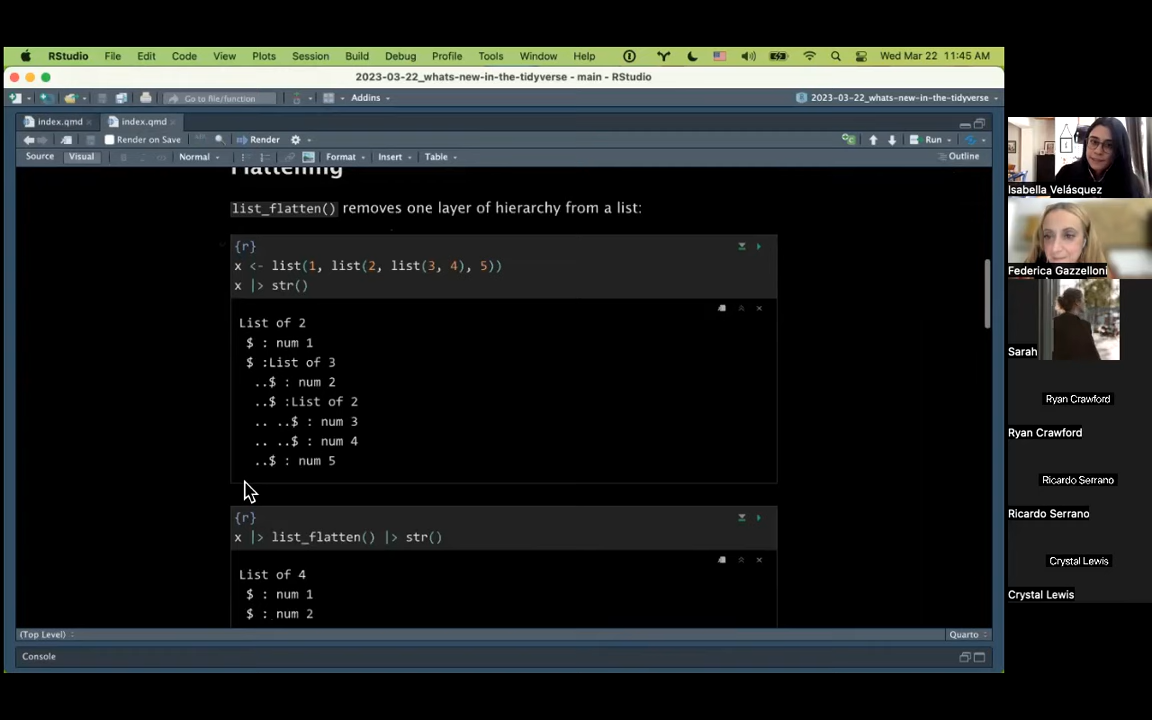 RStudio File Edit Code View Plots Session Build Debug Profile Tools Window Help Wed Mar 22 11:45 AM
2023-03-22_whats-new-in-the-tidyverse - main - RStudio
Go to file/function Addins 2023-03-22_whats-new-in-the-tidyverse
index.qmd index.qmd
Render on Save Render Run
Source Visual Normal Format Insert Table Outline
Flattening
list_flatten() removes one layer of hierarchy from a list:
{r}
x <- list(1, list(2, list(3, 4), 5))
x |> str()
List of 2
$ : num 1
$ :List of 3
..$ : num 2
..$ :List of 2
.. ..$ : num 3
.. ..$ : num 4
..$ : num 5
{r}
x |> list_flatten() |> str()
List of 4
$ : num 1
$ : num 2
(Top Level) Quarto
Console
Isabella Velásquez
Federica Gazzelloni
Sarah
Ryan Crawford
Ryan Crawford
Ricardo Serrano
Ricardo Serrano
Crystal Lewis
Crystal Lewis